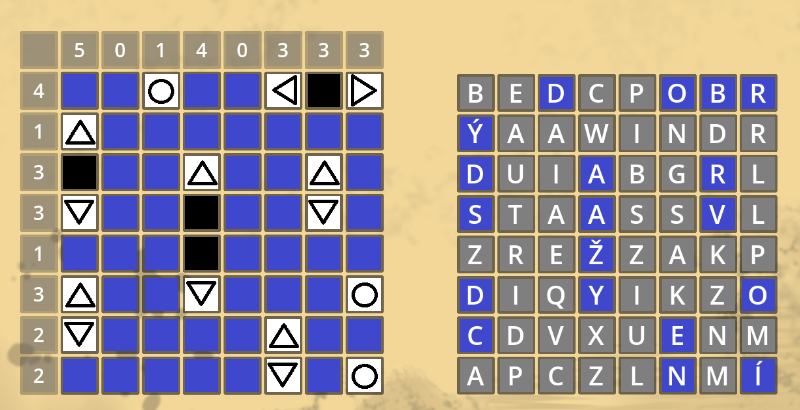 5 0 1 4 0 3 3 3
4
1
3
3
1
3
2
2
B E D C P O B R
Ý A A W I N D R
D U I A B G R L
S T A A S S V L
Z R E Ž Z A K P
D I Q Y I K Z O
C D V X U E N M
A P C Z L N M Í